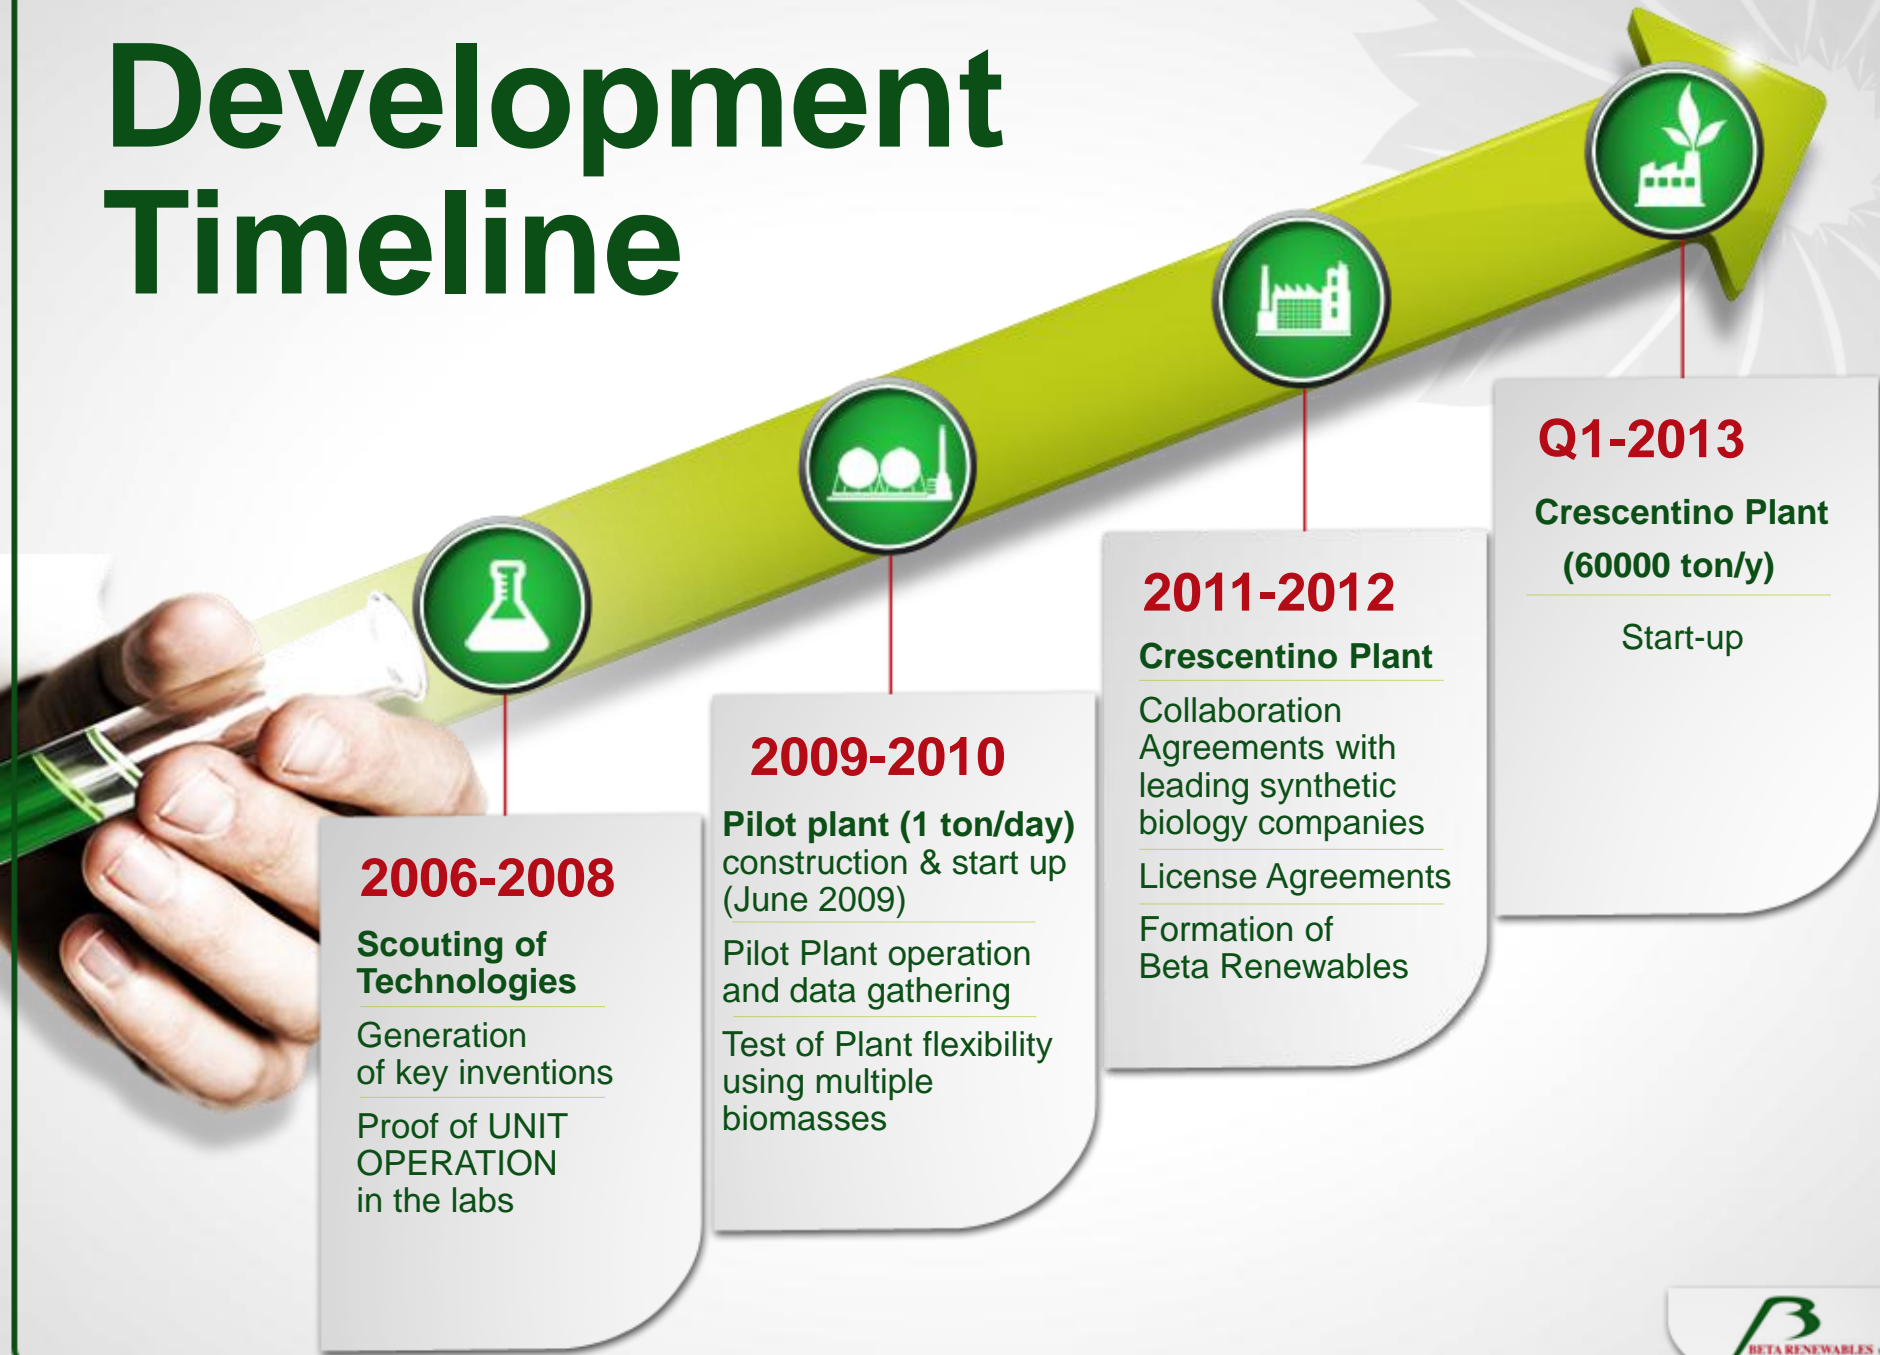 Development
Timeline
2006-2008
Scouting of
Technologies
Generation
of key inventions
Proof of UNIT
OPERATION
in the labs
2009-2010
Pilot plant (1 ton/day)
construction & start up
(June 2009)
Pilot Plant operation
and data gathering
Test of Plant flexibility
using multiple
biomasses
2011-2012
Crescentino Plant
Collaboration
Agreements with
leading synthetic
biology companies
License Agreements
Formation of
Beta Renewables
Q1-2013
Crescentino Plant
(60000 ton/y)
Start-up
BETA RENEWABLES